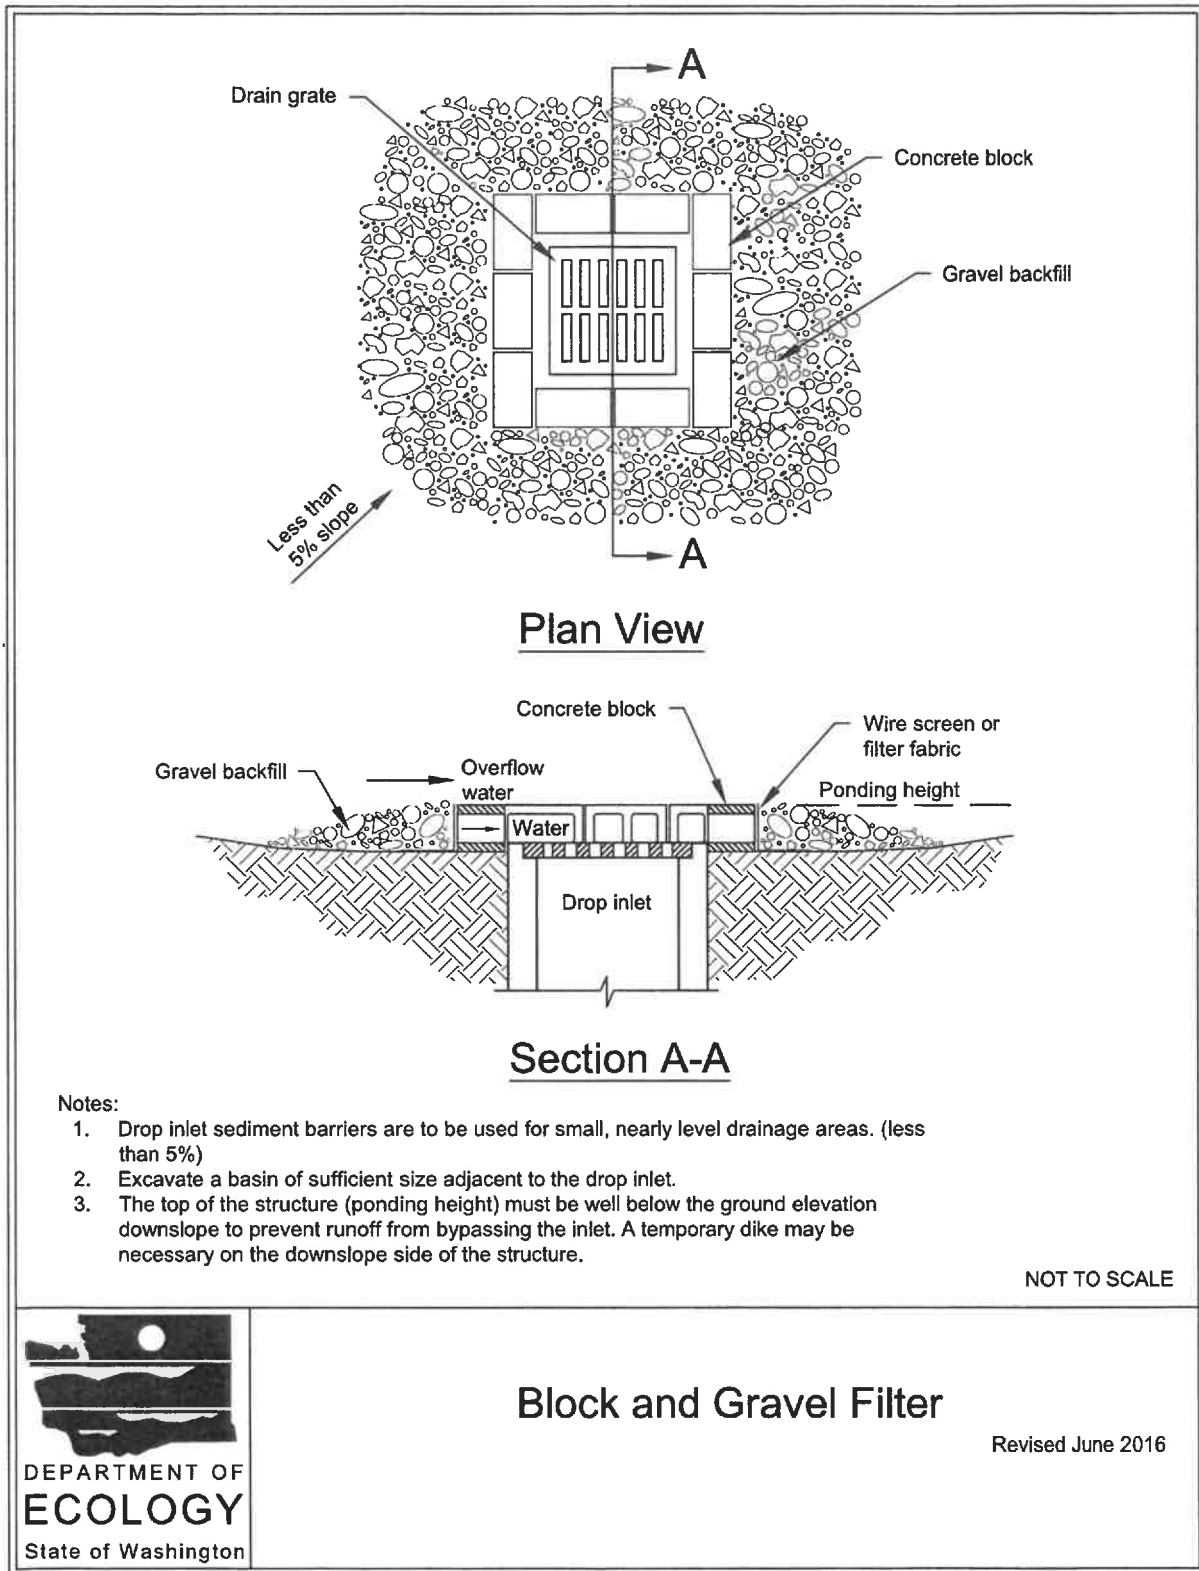 A
Drain grate
Concrete block
Gravel backfill
Less than
5% slope
A
Plan View
Concrete block
Wire screen or
filter fabric
Gravel backfill
Overflow
water
Ponding height
Water
Drop inlet
Section A-A
Notes:
1. Drop inlet sediment barriers are to be used for small, nearly level drainage areas. (less
than 5%)
2. Excavate a basin of sufficient size adjacent to the drop inlet.
3. The top of the structure (ponding height) must be well below the ground elevation
downslope to prevent runoff from bypassing the inlet. A temporary dike may be
necessary on the downslope side of the structure.
NOT TO SCALE
Block and Gravel Filter
Revised June 2016
DEPARTMENT OF
ECOLOGY
State of Washington